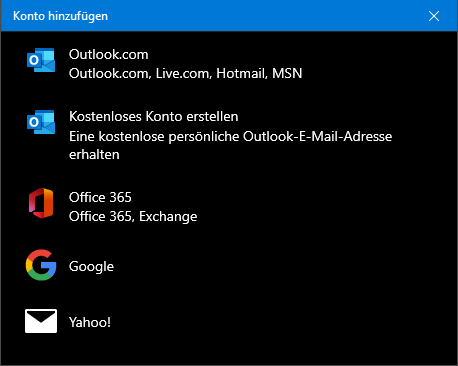 Konto hinzufügen
Outlook.com
Outlook.com, Live.com, Hotmail, MSN
Kostenloses Konto erstellen
Eine kostenlose persönliche Outlook-E-Mail-Adresse
erhalten
Office 365
Office 365, Exchange
Google
Yahoo!